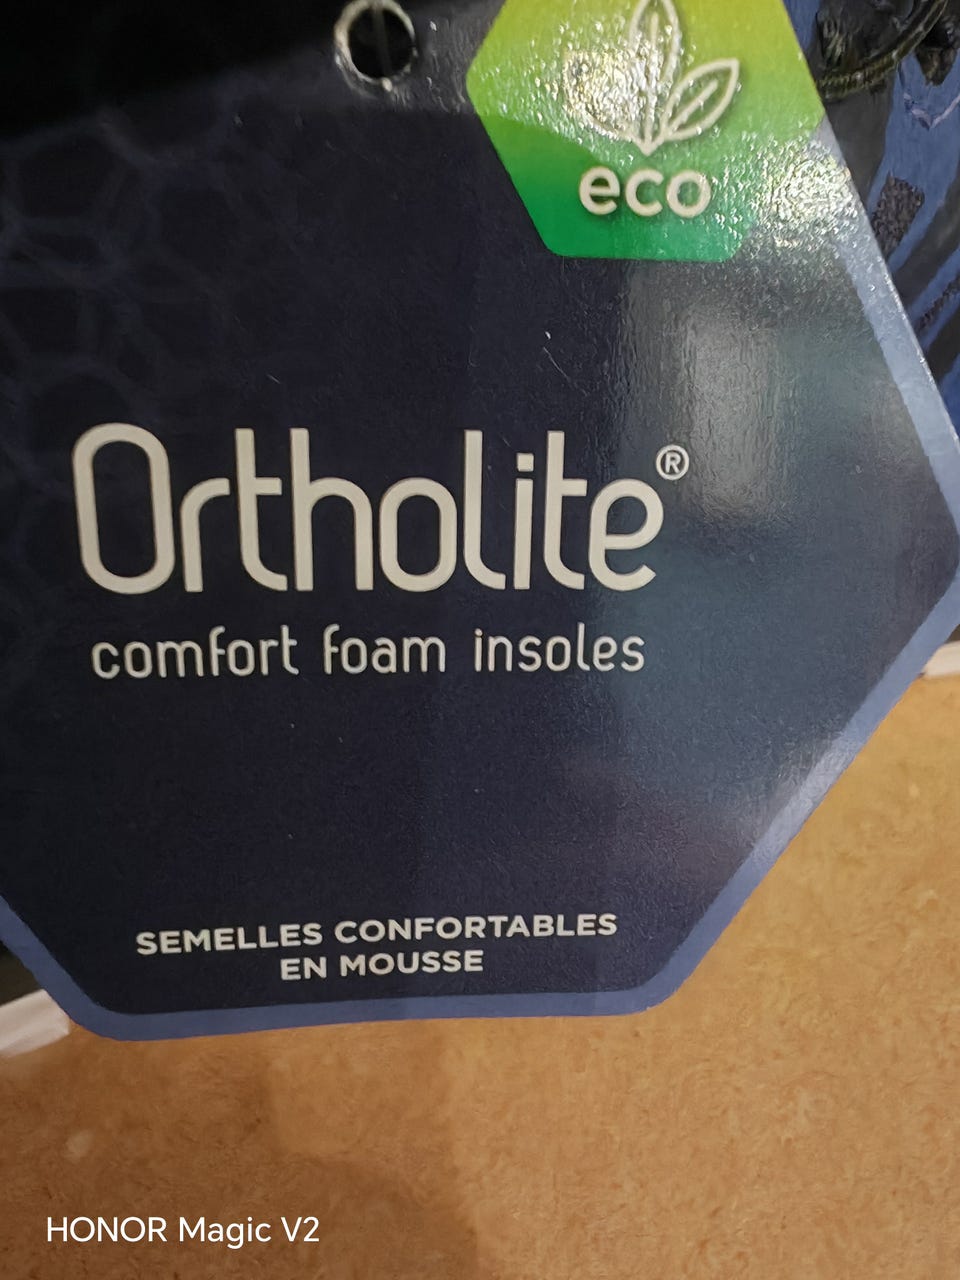 eco
Ortholite®
comfort foam insoles
SEMELLES CONFORTABLES
EN MOUSSE
HONOR Magic V2